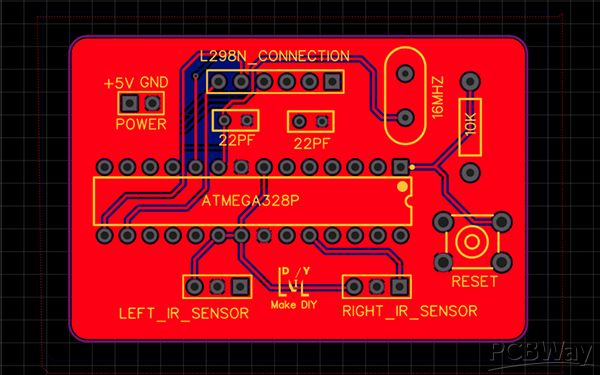 L298N_CONNECTION
+5V GND
POWER
22PF
22PF
16MHZ
10K
ATMEGA328P
RESET
D/Y
Make DIY
LEFT_IR_SENSOR
RIGHT_IR_SENSOR
PCBWay